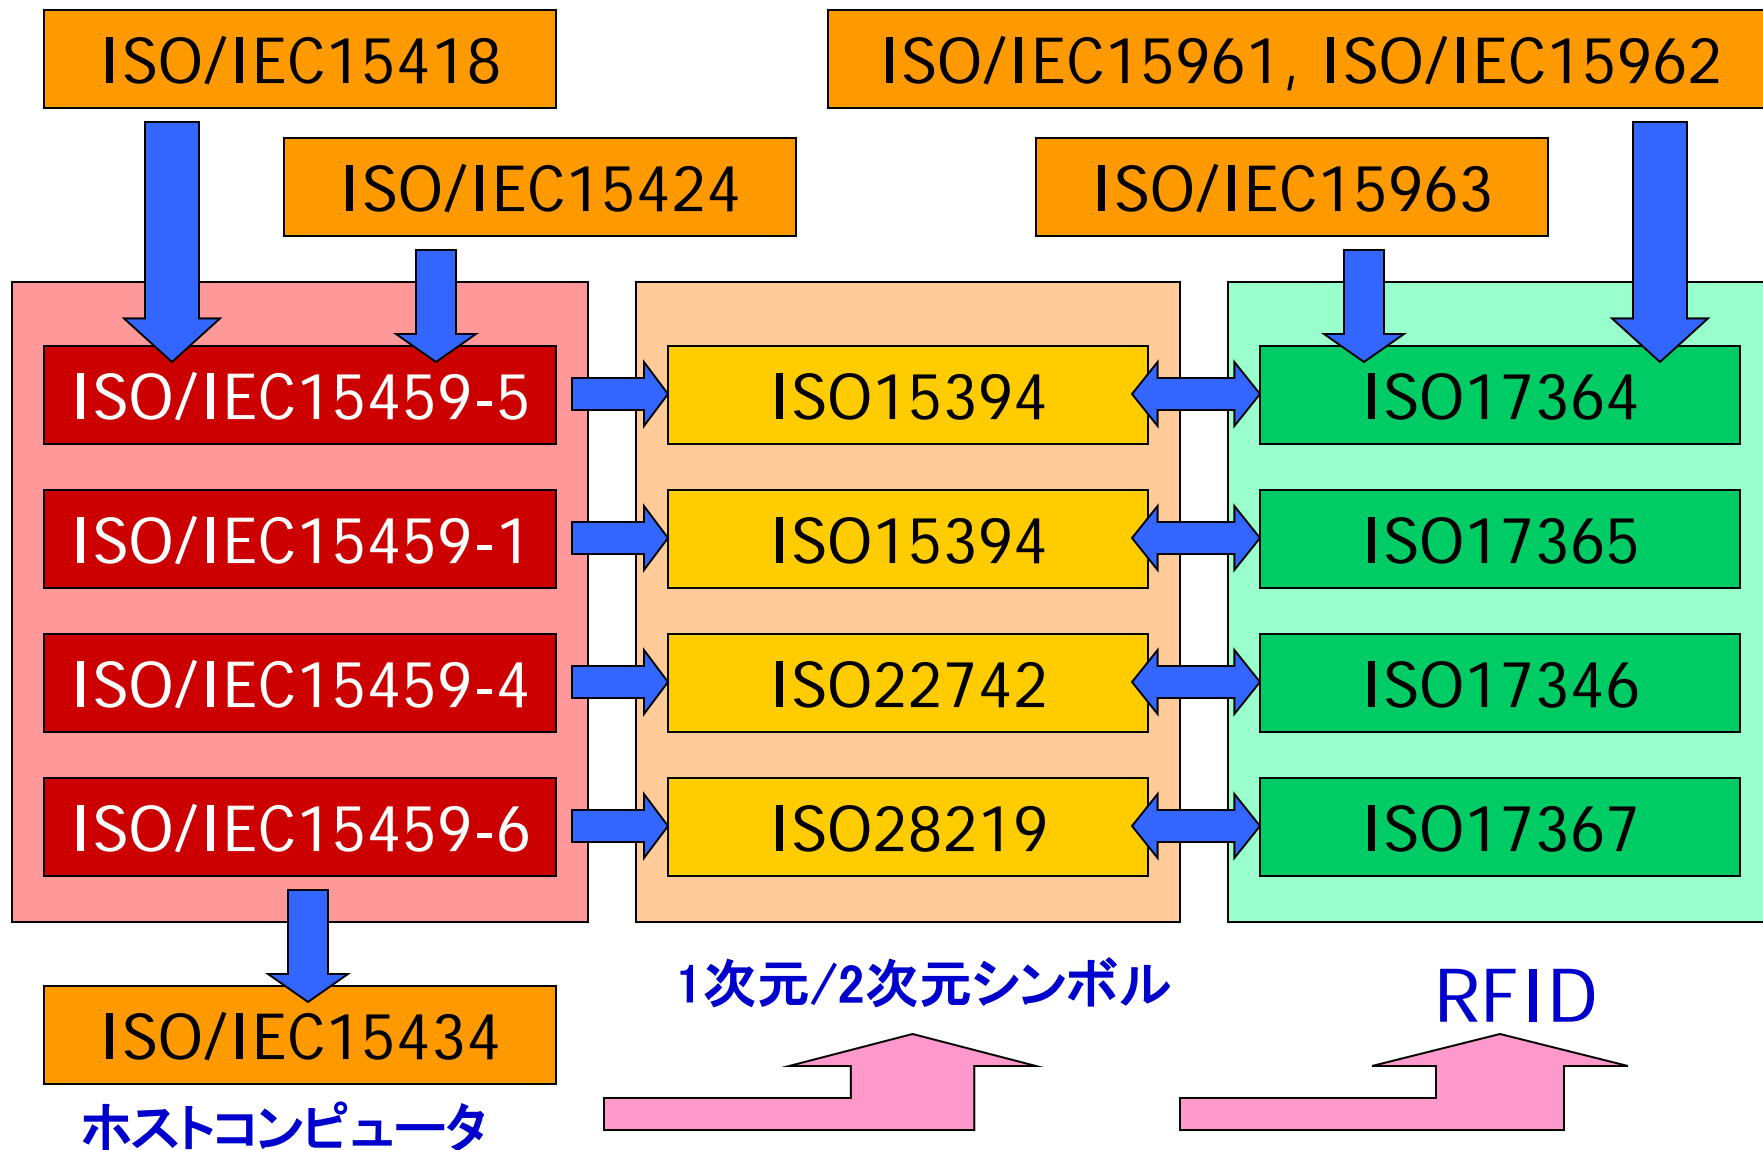 ISO/IEC15418
ISO/IEC15961, ISO/IEC15962
ISO/IEC15424
ISO/IEC15963
ISO/IEC15459-5
ISO15394
ISO17364
ISO/IEC15459-1
ISO15394
ISO17365
ISO/IEC15459-4
ISO22742
ISO17346
ISO/IEC15459-6
ISO28219
ISO17367
1次元/2次元シンボル
RFID
ISO/IEC15434
ホストコンピュータ